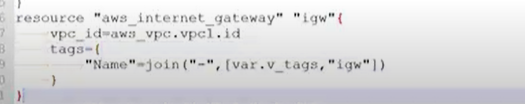 resource "aws_internet_gateway" "igw"{
vpc_id=aws_vpc.vpc1.id
tags={
"Name"=join("-",[var.v_tags,"igw"])
}
}